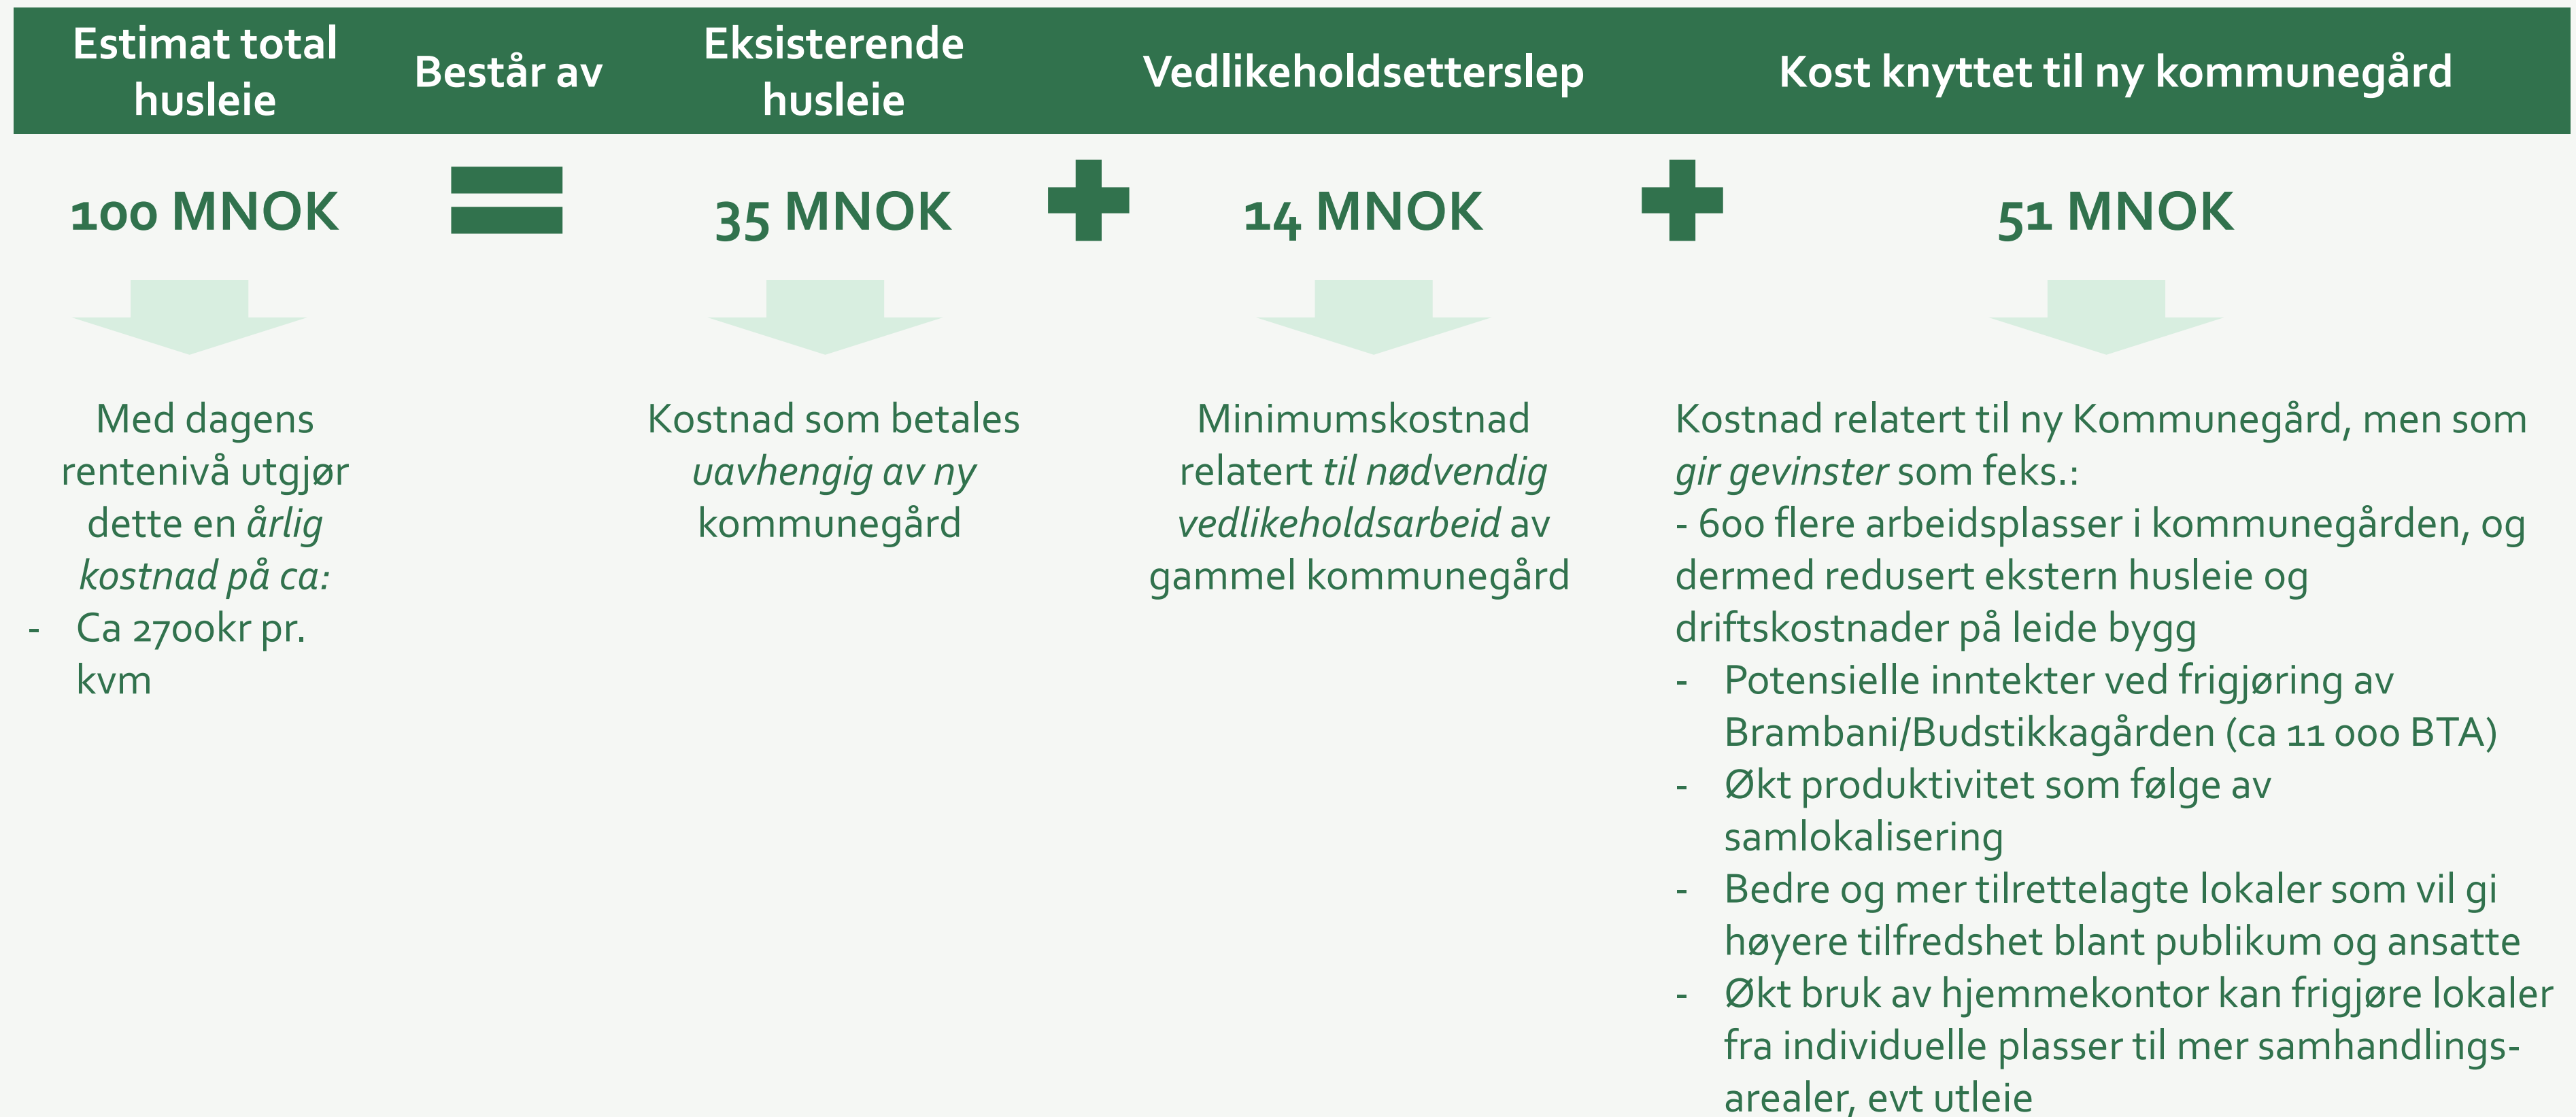 Estimat total
husleie
Består av
Eksisterende
husleie
Vedlikeholdsetterslep
Kost knyttet til ny kommunegård
100 MNOK
35 MNOK
14 MNOK
51 MNOK
Med dagens
rentenivå utgjør
dette en årlig
kostnad på ca:
- Ca 2700kr pr.
kvm
Kostnad som betales
uavhengig av ny
kommunegård
Minimumskostnad
relatert til nødvendig
vedlikeholdsarbeid av
gammel kommunegård
Kostnad relatert til ny Kommunegård, men som
gir gevinster som feks.:
- 600 flere arbeidsplasser i kommunegården, og
dermed redusert ekstern husleie og
driftskostnader på leide bygg
- Potensielle inntekter ved frigjøring av
Brambani/Budstikkagården (ca 11 000 BTA)
- Økt produktivitet som følge av
samlokalisering
- Bedre og mer tilrettelagte lokaler som vil gi
høyere tilfredshet blant publikum og ansatte
- Økt bruk av hjemmekontor kan frigjøre lokaler
fra individuelle plasser til mer samhandlings-
arealer, evt utleie